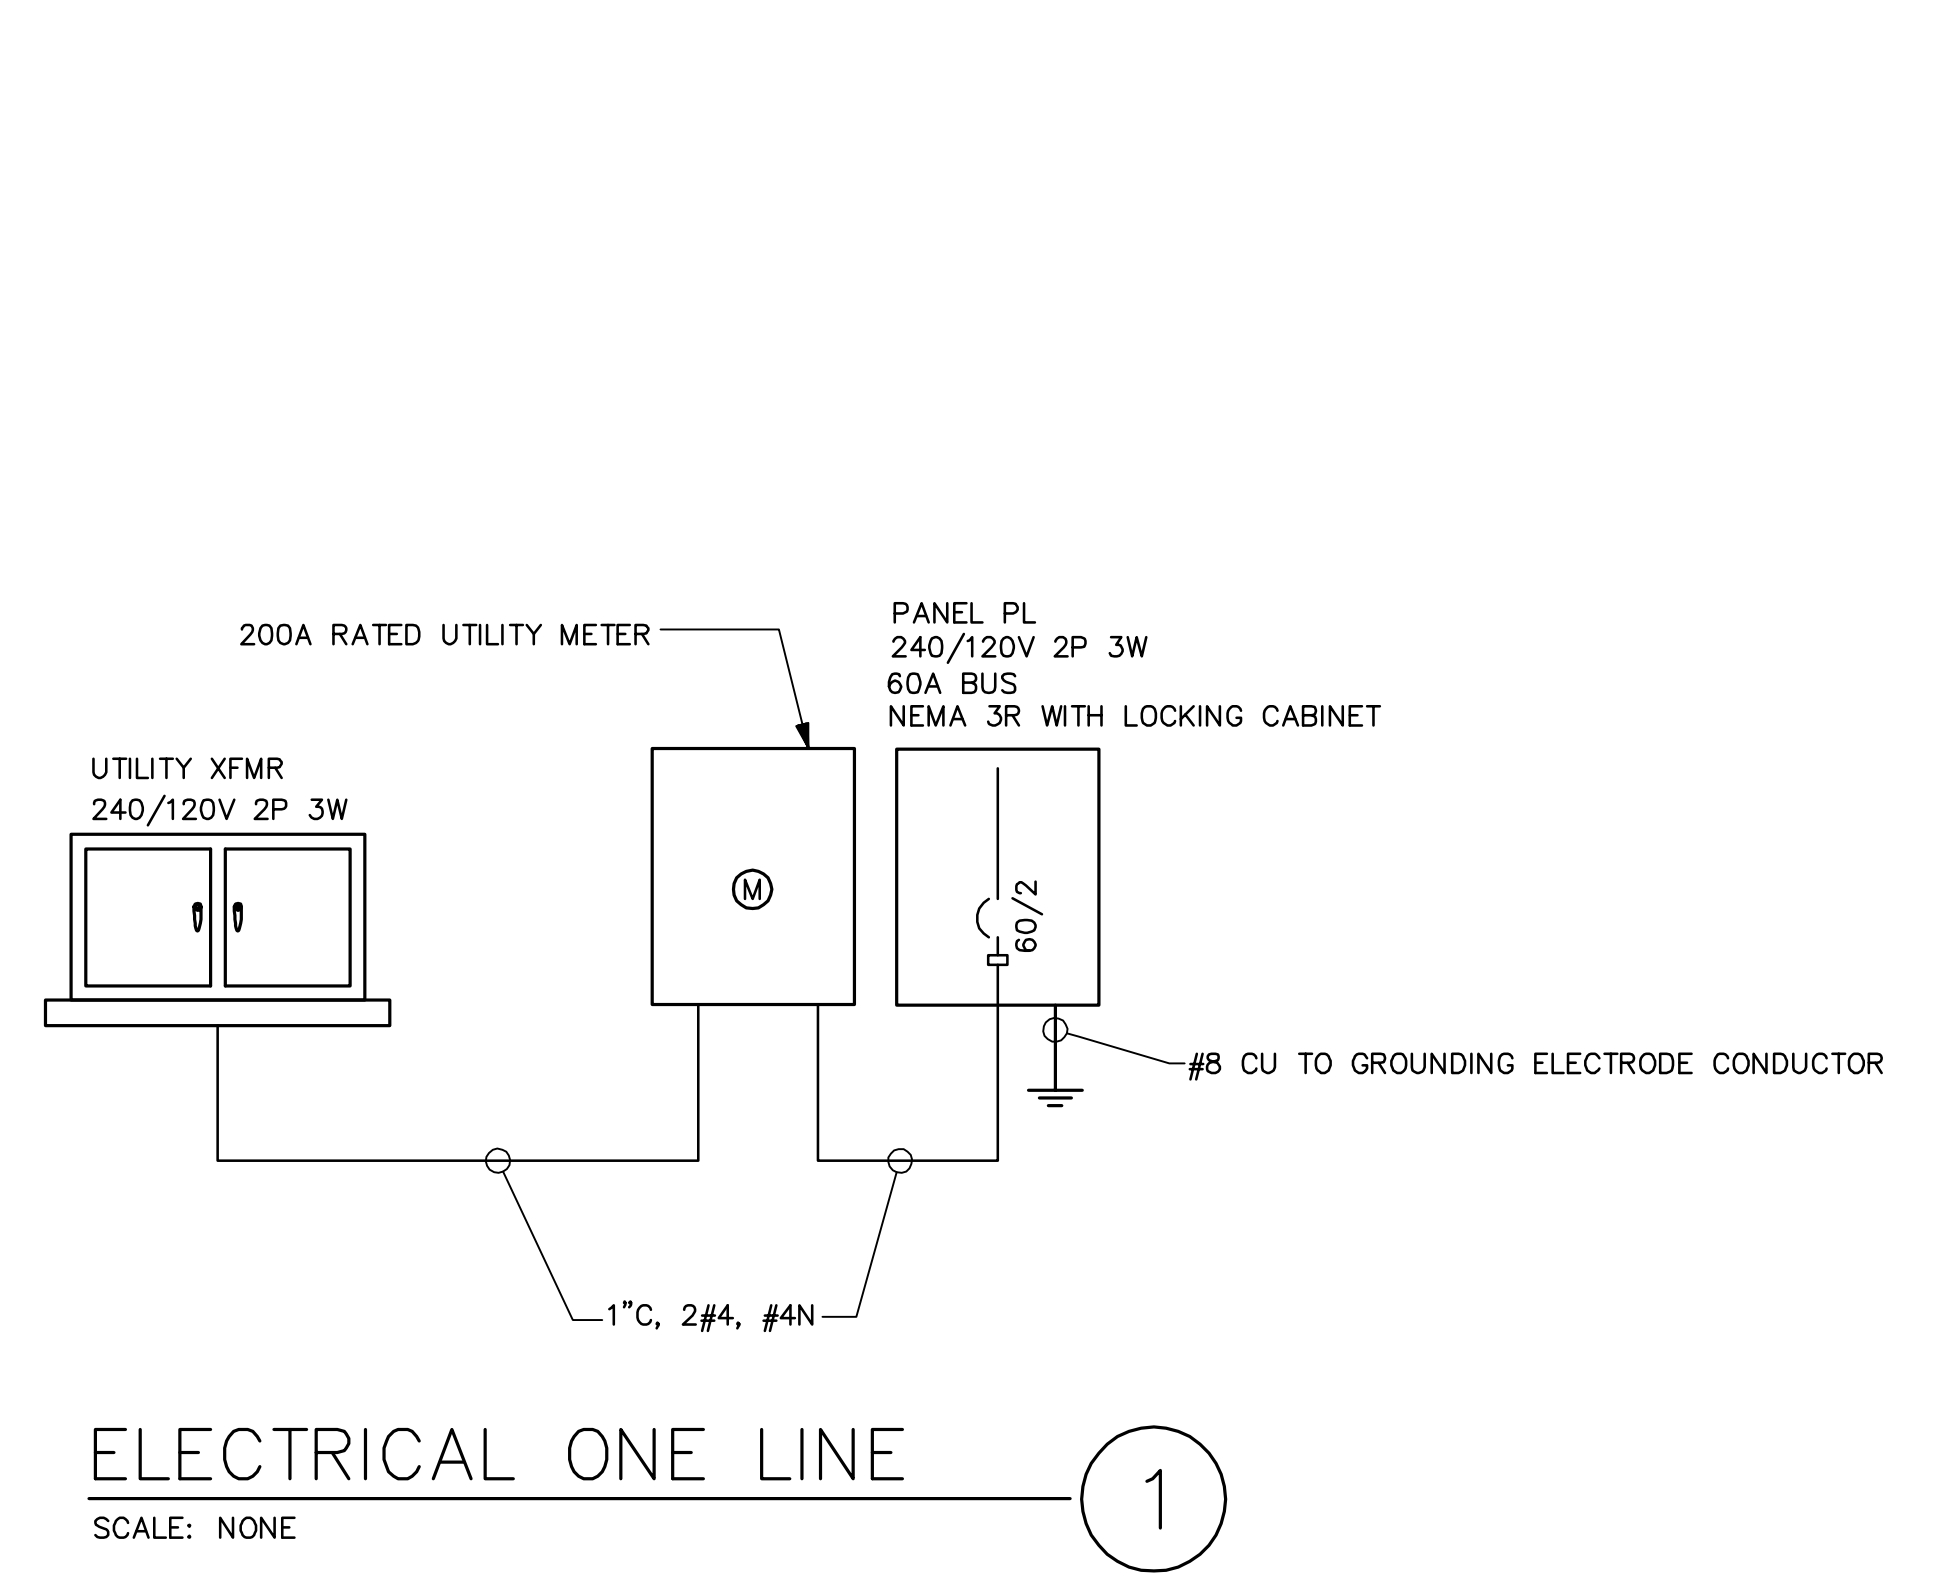 200A RATED UTILITY METER
PANEL PL
240/120V 2P 3W
60A BUS
NEMA 3R WITH LOCKING CABINET
UTILITY XFMR
240/120V 2P 3W
M
60/2
#8 CU TO GROUNDING ELECTRODE CONDUCTOR
1"C, 2#4, #4N
ELECTRICAL ONE LINE
1
SCALE: NONE